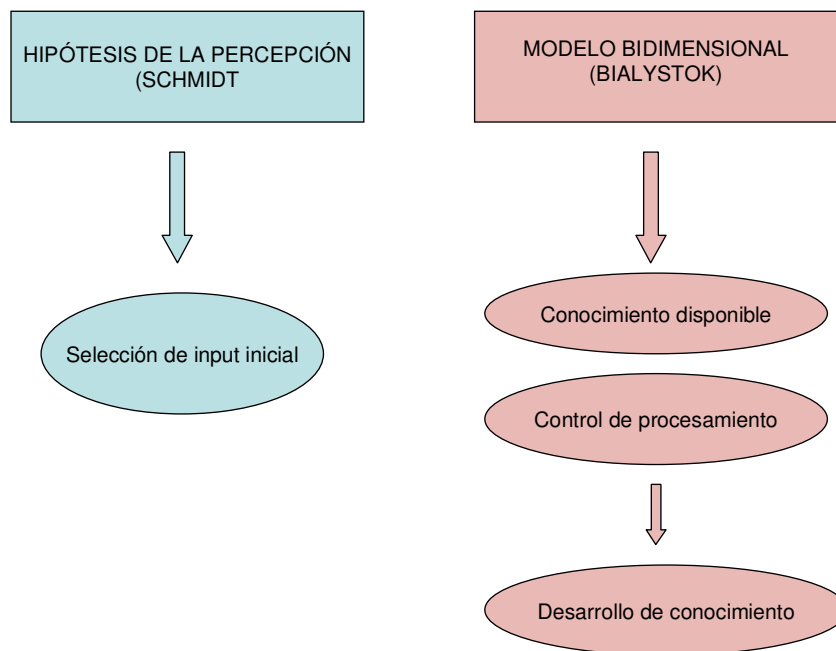 HIPÓTESIS DE LA PERCEPCIÓN
(SCHMIDT
Selección de input inicial
MODELO BIDIMENSIONAL
(BIALYSTOK)
Conocimiento disponible
Control de procesamiento
Desarrollo de conocimiento